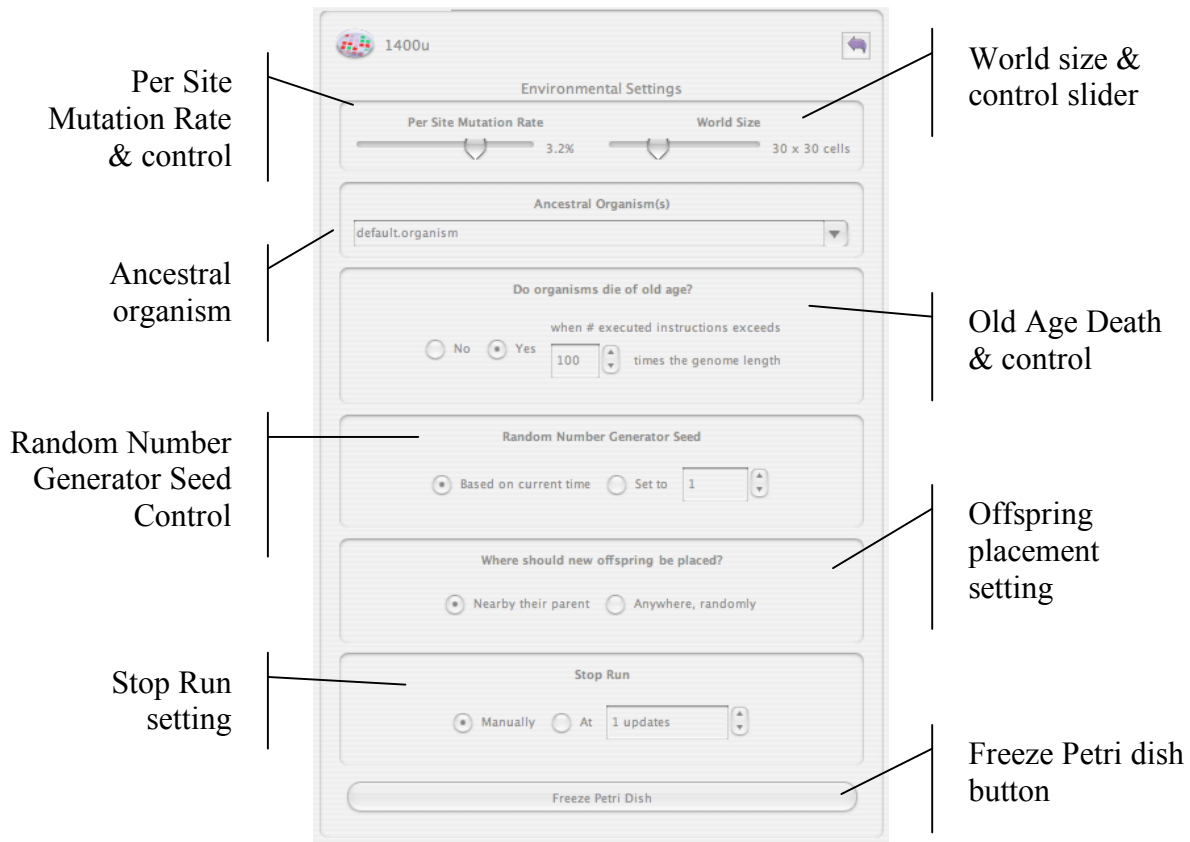 1400u
Environmental Settings
Per Site Mutation Rate
World Size
3.2%
30 x 30 cells
Ancestral Organism(s)
default.organism
Do organisms die of old age?
when # executed instructions exceeds
No
Yes
100
times the genome length
Random Number Generator Seed
Based on current time
Set to
1
Where should new offspring be placed?
Nearby their parent
Anywhere, randomly
Stop Run
Manually
At
1 updates
Freeze Petri Dish
Per Site
Mutation Rate
& control
Ancestral
organism
Random Number
Generator Seed
Control
Stop Run
setting
World size &
control slider
Old Age Death
& control
Offspring
placement
setting
Freeze Petri dish
button